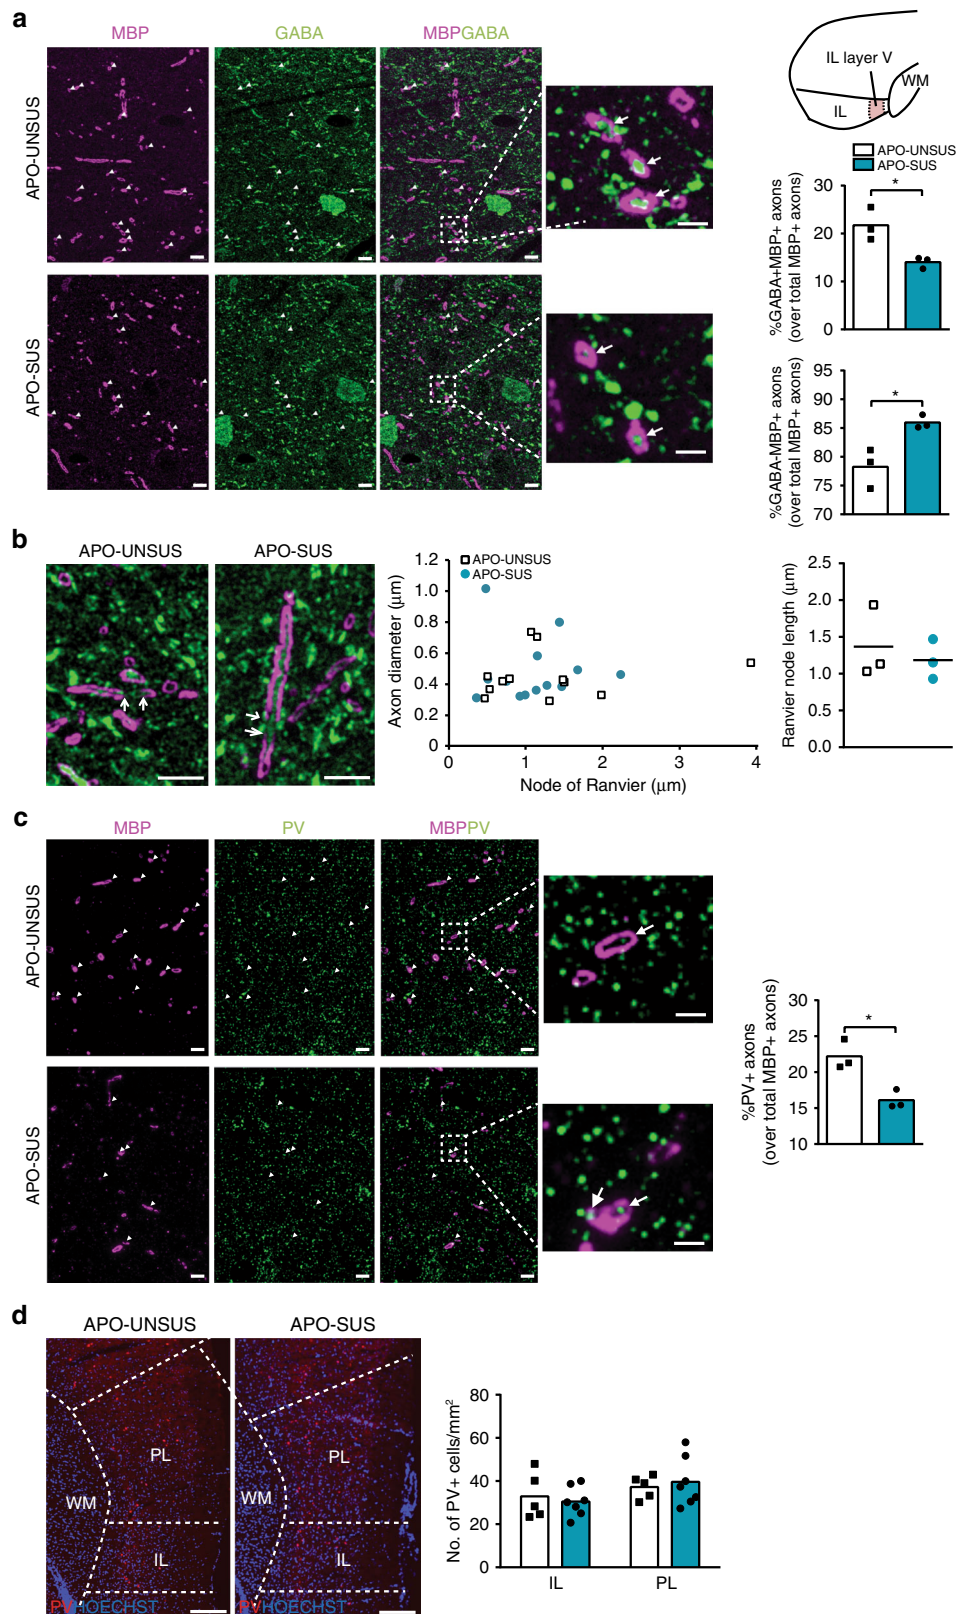 a
MBP
GABA
MBPGABA
APO-UNSUS
APO-SUS
IL layer V
IL
WM
APO-UNSUS
APO-SUS
%GABA+MBP+ axons
(over total MBP+ axons)
30
20
10
0
*
%GABA-MBP+ axons
(over total MBP+ axons)
95
90
85
80
75
70
*
b
APO-UNSUS
APO-SUS
Axon diameter (μm)
1.2
1.0
0.8
0.6
0.4
0.2
0
APO-UNSUS
APO-SUS
0
1
2
3
4
Node of Ranvier (μm)
Ranvier node length (μm)
2.5
2.0
1.5
1.0
0.5
0.0
c
MBP
PV
MBPPV
APO-UNSUS
APO-SUS
%PV+ axons
(over total MBP+ axons)
30
25
20
15
10
*
d
APO-UNSUS
APO-SUS
PL
WM
IL
PVHOECHST
PL
WM
IL
PVHOECHST
No. of PV+ cells/mm²
80
60
40
20
0
IL
PL